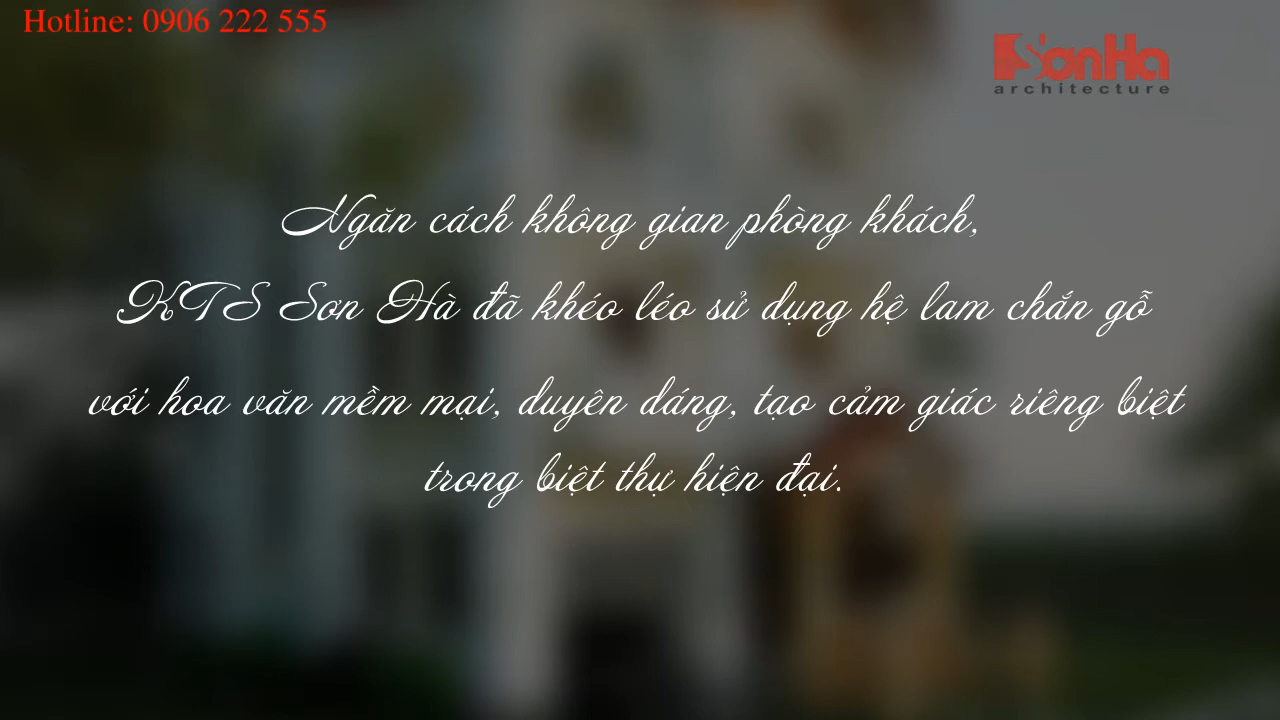 Hotline: 0906 222 555
SơnHa
architecture
Ngăn cách không gian phòng khách,
KTS Sơn Hà đã khéo léo sử dụng hệ lam chắn gỗ
với hoa văn mềm mại, duyên dáng, tạo cảm giác riêng biệt
trong biệt thự hiện đại.